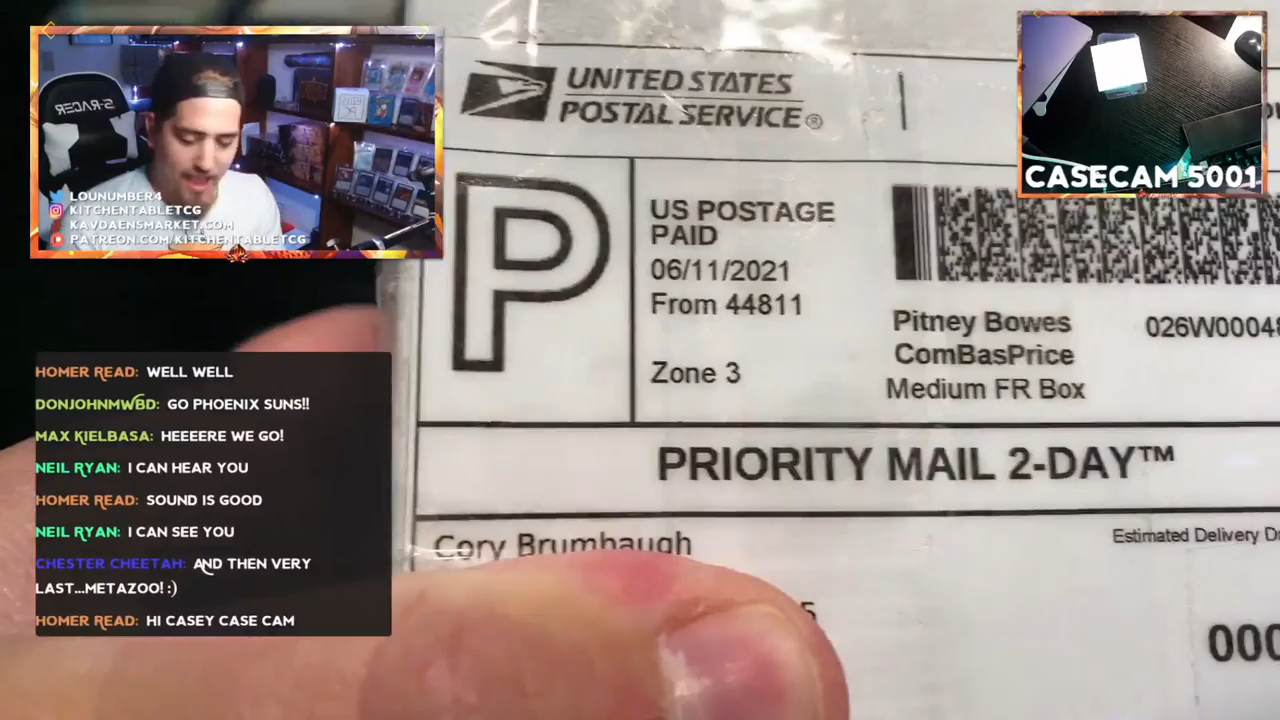 LOUNUMBER4
KITCHENTABLETCG
KAVDAENSMARKET.COM
PATREON.COM/KITCHENTABLETCG
HOMER READ: WELL WELL
DONJOHNMWBD: GO PHOENIX SUNS!!
MAX KIELBASA: HEEEERE WE GO!
NEIL RYAN: I CAN HEAR YOU
HOMER READ: SOUND IS GOOD
NEIL RYAN: I CAN SEE YOU
CHESTER CHEETAH: AND THEN VERY
LAST...METAZOO! :)
HOMER READ: HI CASEY CASE CAM
UNITED STATES
POSTAL SERVICE®
P
US POSTAGE
PAID
06/11/2021
From 44811
Zone 3
Pitney Bowes
ComBasPrice
Medium FR Box
026W0004
PRIORITY MAIL 2-DAY™
Cory Brumbaugh
Estimated Delivery
5
000
CASECAM 5001